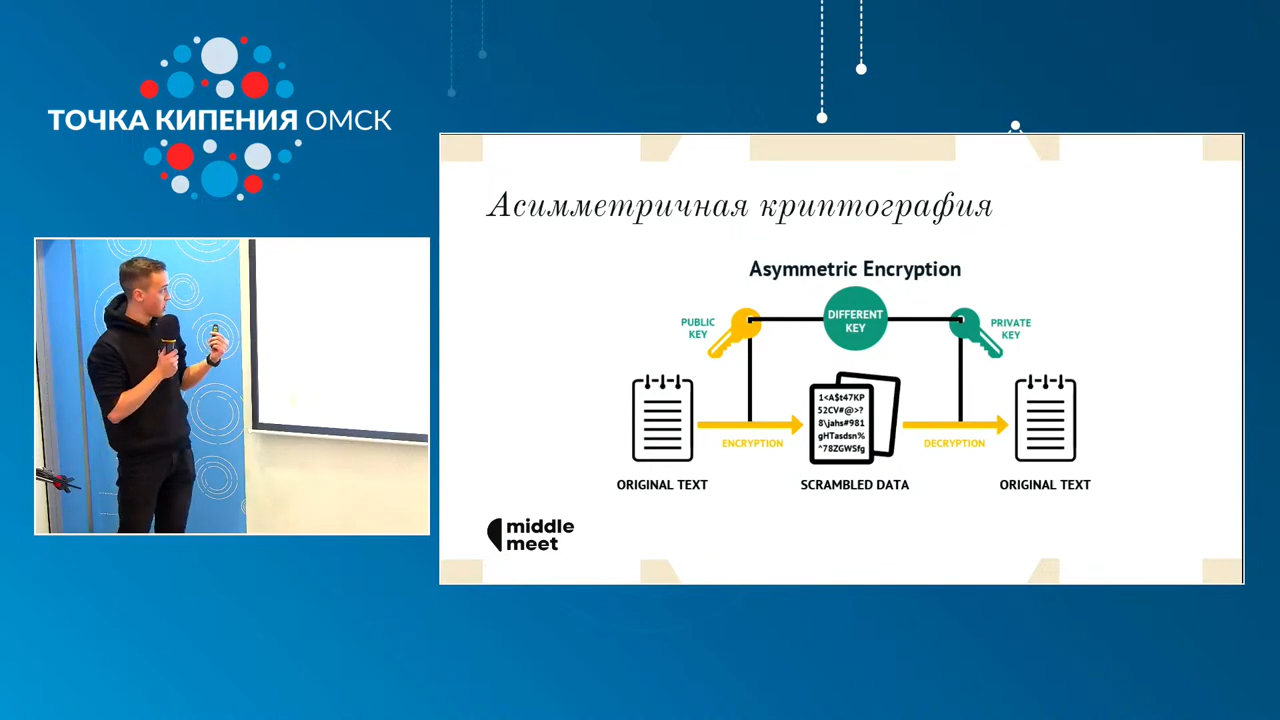 ТОЧКА КИПЕНИЯ ОМСК
Асимметричная криптография
Asymmetric Encryption
PUBLIC
KEY
DIFFERENT
KEY
PRIVATE
KEY
1<A$t47KP
52CV#@>?
8\jahs#981
gHTasdsn%
^78ZGWSfg
ENCRYPTION
DECRYPTION
ORIGINAL TEXT
SCRAMBLED DATA
ORIGINAL TEXT
middle
meet